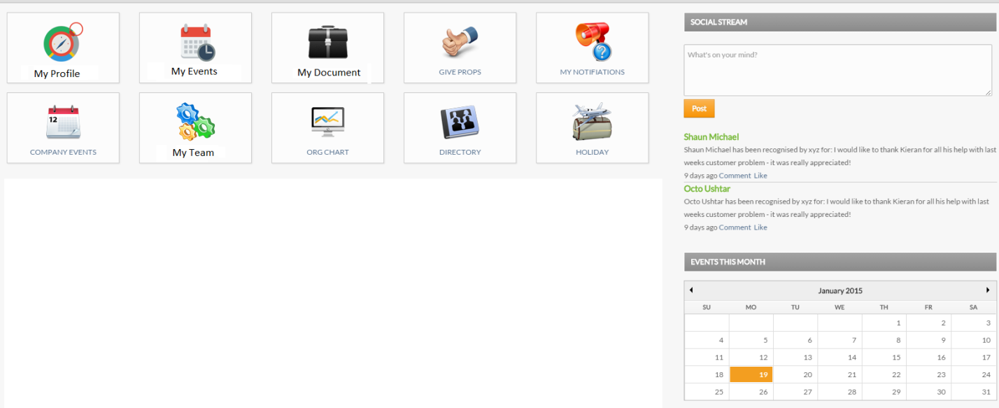 My Profile
My Events
My Document
GIVE PROPS
MY NOTIFIATIONS
12
COMPANY EVENTS
My Team
ORG CHART
DIRECTORY
HOLIDAY
SOCIAL STREAM
What's on your mind?
Post
Shaun Michael
Shaun Michael has been recognised by xyz for: I would like to thank Kieran for all his help with last
weeks customer problem - it was really appreciated!
9 days ago Comment Like
Octo Ushtar
Octo Ushtar has been recognised by xyz for: I would like to thank Kieran for all his help with last
weeks customer problem - it was really appreciated!
9 days ago Comment Like
EVENTS THIS MONTH
January 2015
SU MO TU WE TH FR SA
1 2 3
4 5 6 7 8 9 10
11 12 13 14 15 16 17
18 19 20 21 22 23 24
25 26 27 28 29 30 31